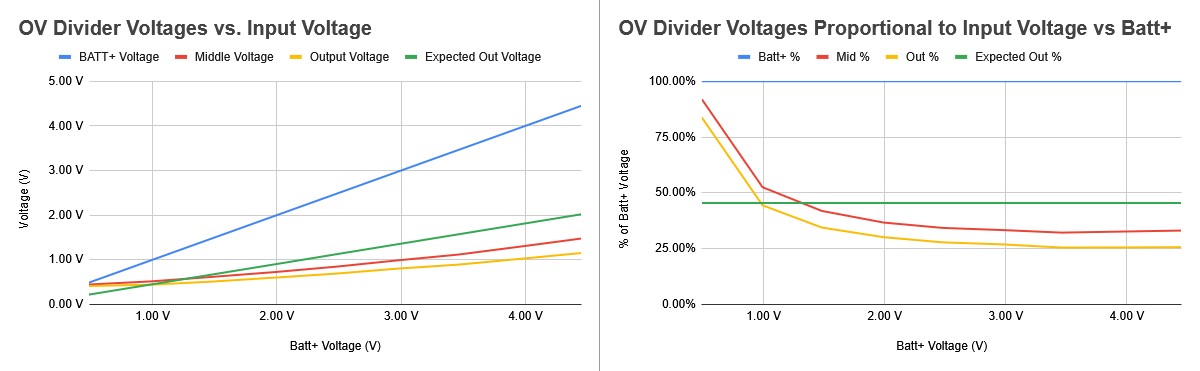 OV Divider Voltages vs. Input Voltage
BATT+ Voltage Middle Voltage Output Voltage Expected Out Voltage
5.00 V
4.00 V
3.00 V
2.00 V
1.00 V
0.00 V
Voltage (V)
1.00 V 2.00 V 3.00 V 4.00 V
Batt+ Voltage (V)
OV Divider Voltages Proportional to Input Voltage vs Batt+
Batt+ % Mid % Out % Expected Out %
100.00%
75.00%
50.00%
25.00%
0.00%
% of Batt+ Voltage
1.00 V 2.00 V 3.00 V 4.00 V
Batt+ Voltage (V)